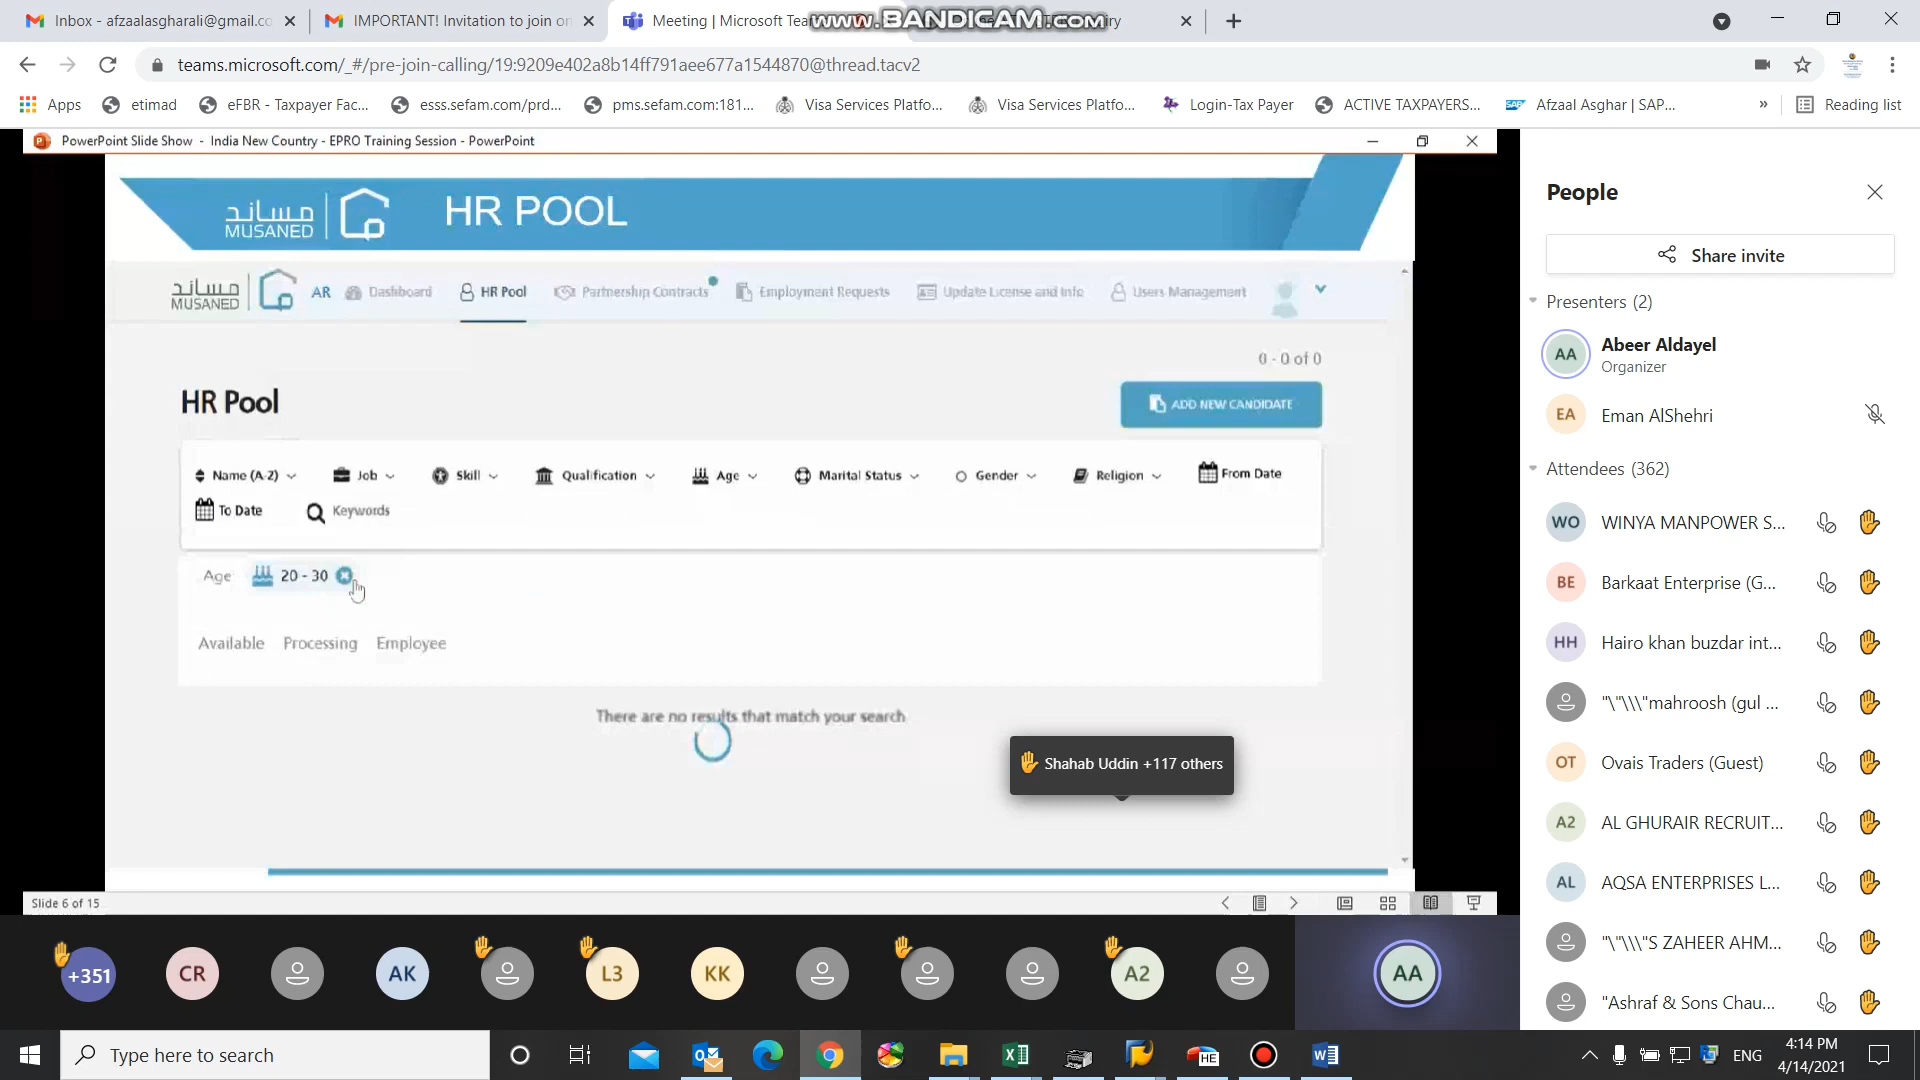 Inbox - afzaalasgharali@gmail.co
IMPORTANT! Invitation to join on
Meeting | Microsoft Tea
WWW.BANDICAM.COM
teams.microsoft.com/_#/pre-join-calling/19:9209e402a8b14ff791aee677a1544870@thread.tacv2
Apps
etimad
eFBR - Taxpayer Fac...
esss.sefam.com/prd...
pms.sefam.com:181...
Visa Services Platfo...
Visa Services Platfo...
Login-Tax Payer
ACTIVE TAXPAYERS...
SAP
Afzaal Asghar | SAP...
»
Reading list
PowerPoint Slide Show - India New Country - EPRO Training Session - PowerPoint
مساند
MUSANED
HR POOL
مساند
MUSANED
AR
Dashboard
HR Pool
Partnership Contracts
Employment Requests
Update License and Info
Users Management
0 - 0 of 0
HR Pool
ADD NEW CANDIDATE
Name (A-Z)
Job
Skill
Qualification
Age
Marital Status
Gender
Religion
From Date
To Date
Keywords
Age
20 - 30
Available
Processing
Employee
There are no results that match your search
Shahab Uddin +117 others
Slide 6 of 15
People
Share invite
Presenters (2)
AA
Abeer Aldayel
Organizer
EA
Eman AlShehri
Attendees (362)
WO
WINYA MANPOWER S...
BE
Barkaat Enterprise (G...
HH
Hairo khan buzdar int...
"\"\\\"mahroosh (gul ...
OT
Ovais Traders (Guest)
A2
AL GHURAIR RECRUIT...
AL
AQSA ENTERPRISES L...
"\"\\\"S ZAHEER AHM...
"Ashraf & Sons Chau...
+351
CR
AK
L3
KK
A2
AA
Type here to search
HE
ENG
4:14 PM
4/14/2021